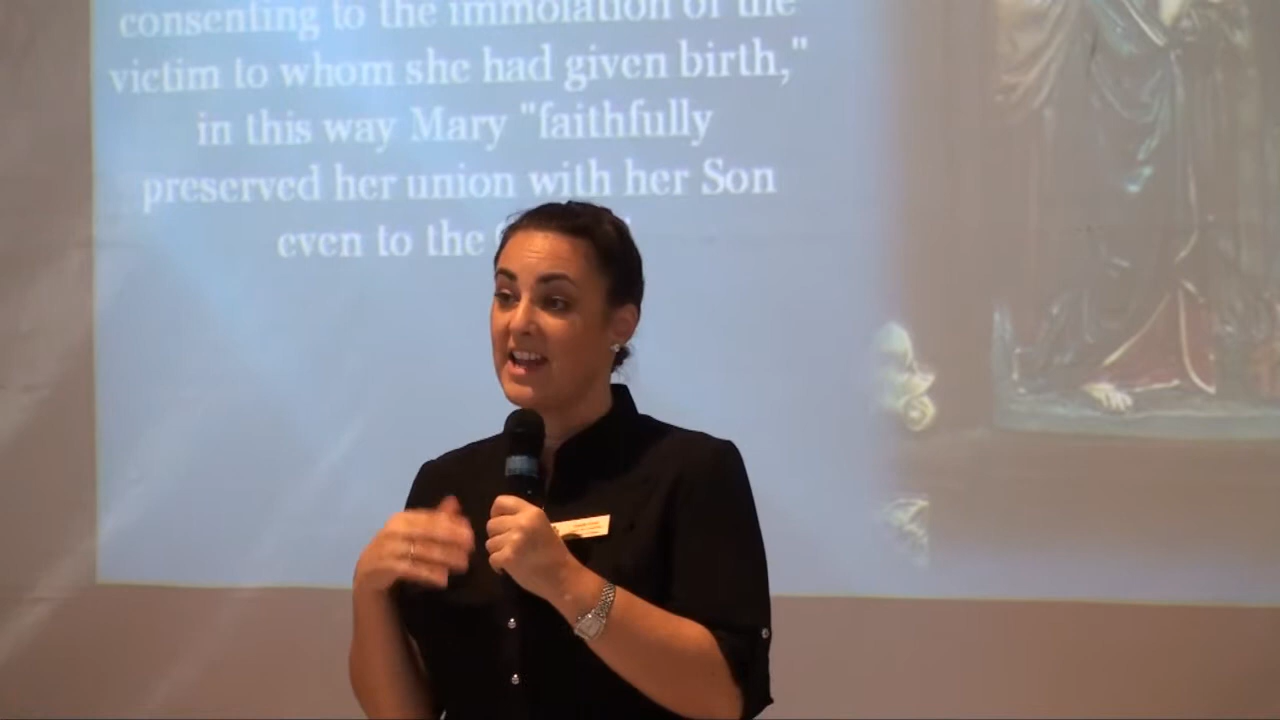 consenting to the immolation of the
victim to whom she had given birth,"
in this way Mary "faithfully
preserved her union with her Son
even to the